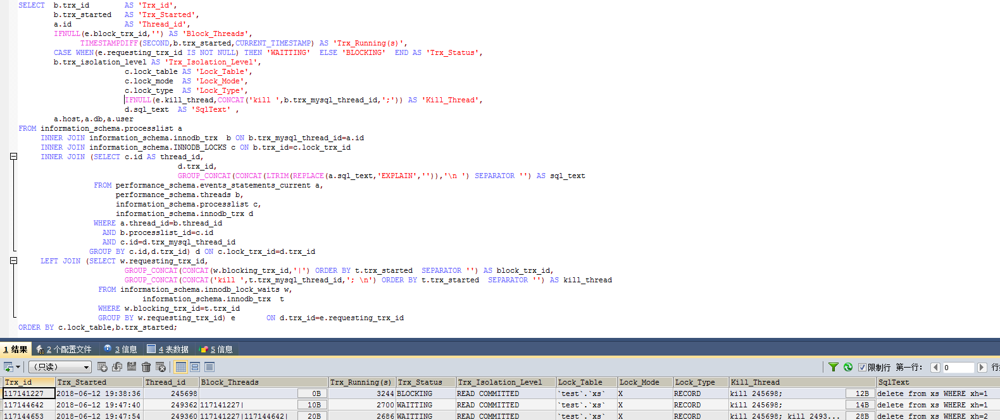 SELECT b.trx_id AS 'Trx_id',
b.trx_started AS 'Trx_Started',
a.id AS 'Thread_id',
IFNULL(e.block_trx_id,'') AS 'Block_Threads',
TIMESTAMPDIFF(SECOND,b.trx_started,CURRENT_TIMESTAMP) AS 'Trx_Running(s)',
CASE WHEN(e.requesting_trx_id IS NOT NULL) THEN 'WAITTING' ELSE 'BLOCKING' END AS 'Trx_Status',
b.trx_isolation_level AS 'Trx_Isolation_Level',
c.lock_table AS 'Lock_Table',
c.lock_mode AS 'Lock_Mode',
c.lock_type AS 'Lock_Type',
IFNULL(e.kill_thread,CONCAT('kill ',b.trx_mysql_thread_id,';')) AS 'Kill_Thread',
d.sql_text AS 'SqlText' ,
a.host,a.db,a.user
FROM information_schema.processlist a
INNER JOIN information_schema.innodb_trx b ON b.trx_mysql_thread_id=a.id
INNER JOIN information_schema.INNODB_LOCKS c ON b.trx_id=c.lock_trx_id
INNER JOIN (SELECT c.id AS thread_id,
d.trx_id,
GROUP_CONCAT(CONCAT(LTRIM(REPLACE(a.sql_text,'EXPLAIN','')),'\n ') SEPARATOR '') AS sql_text
FROM performance_schema.events_statements_current a,
performance_schema.threads b,
information_schema.processlist c,
information_schema.innodb_trx d
WHERE a.thread_id=b.thread_id
AND b.processlist_id=c.id
AND c.id=d.trx_mysql_thread_id
GROUP BY c.id,d.trx_id) d ON c.lock_trx_id=d.trx_id
LEFT JOIN (SELECT w.requesting_trx_id,
GROUP_CONCAT(CONCAT(w.blocking_trx_id,'|') ORDER BY t.trx_started SEPARATOR '') AS block_trx_id,
GROUP_CONCAT(CONCAT('kill ',t.trx_mysql_thread_id,'; \n') ORDER BY t.trx_started SEPARATOR '') AS kill_thread
FROM information_schema.innodb_lock_waits w,
information_schema.innodb_trx t
WHERE w.blocking_trx_id=t.trx_id
GROUP BY w.requesting_trx_id) e ON d.trx_id=e.requesting_trx_id
ORDER BY c.lock_table,b.trx_started;
1 结果 2 个配置文件 3 信息 4 表数据 5 信息
（只读） 限制行 第一行: 0 行
Trx_id Trx_Started Thread_id Block_Threads Trx_Running(s) Trx_Status Trx_Isolation_Level Lock_Table Lock_Mode Lock_Type Kill_Thread SqlText
117141227 2018-06-12 19:38:36 245698 0B 3244 BLOCKING READ COMMITTED `test`.`xs` X RECORD kill 245698; 12B delete from xs WHERE xh=1
117144642 2018-06-12 19:47:40 249362 117141227| 10B 2700 WAITTING READ COMMITTED `test`.`xs` X RECORD kill 245698; 14B delete from xs WHERE xh=1
117144653 2018-06-12 19:47:54 249360 117141227|117144642| 20B 2686 WAITTING READ COMMITTED `test`.`xs` X RECORD kill 245698; kill 2493... 28B delete from xs WHERE xh=2